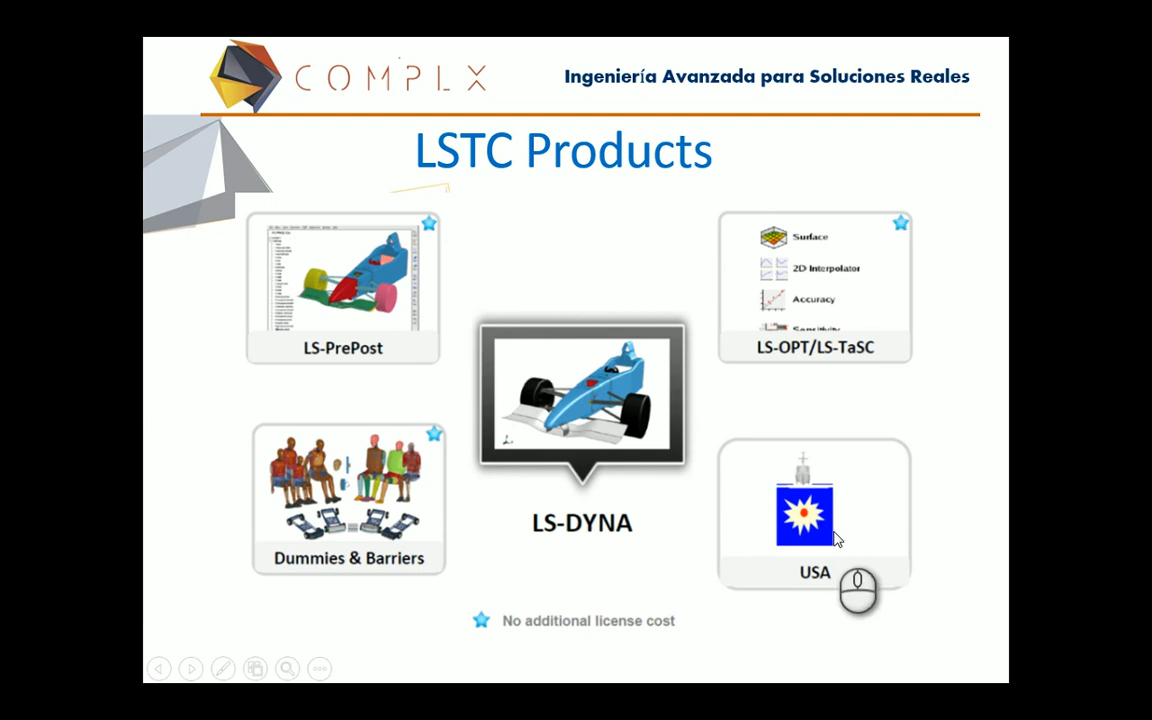 COMPLX
Ingeniería Avanzada para Soluciones Reales
LSTC Products
LS-PrePost
Surface
2D Interpolator
Accuracy
Sensitivity
LS-OPT/LS-TaSC
LS-DYNA
Dummies & Barriers
USA
No additional license cost